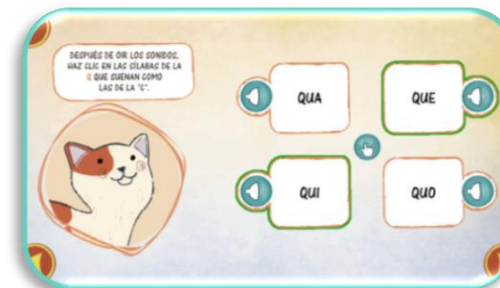 DESPUÉS DE OIR LOS SONIDOS,
HAZ CLIC EN LAS SÍLABAS DE LA
Q QUE SUENAN COMO
LAS DE LA "C".
QUA
QUE
QUI
QUO